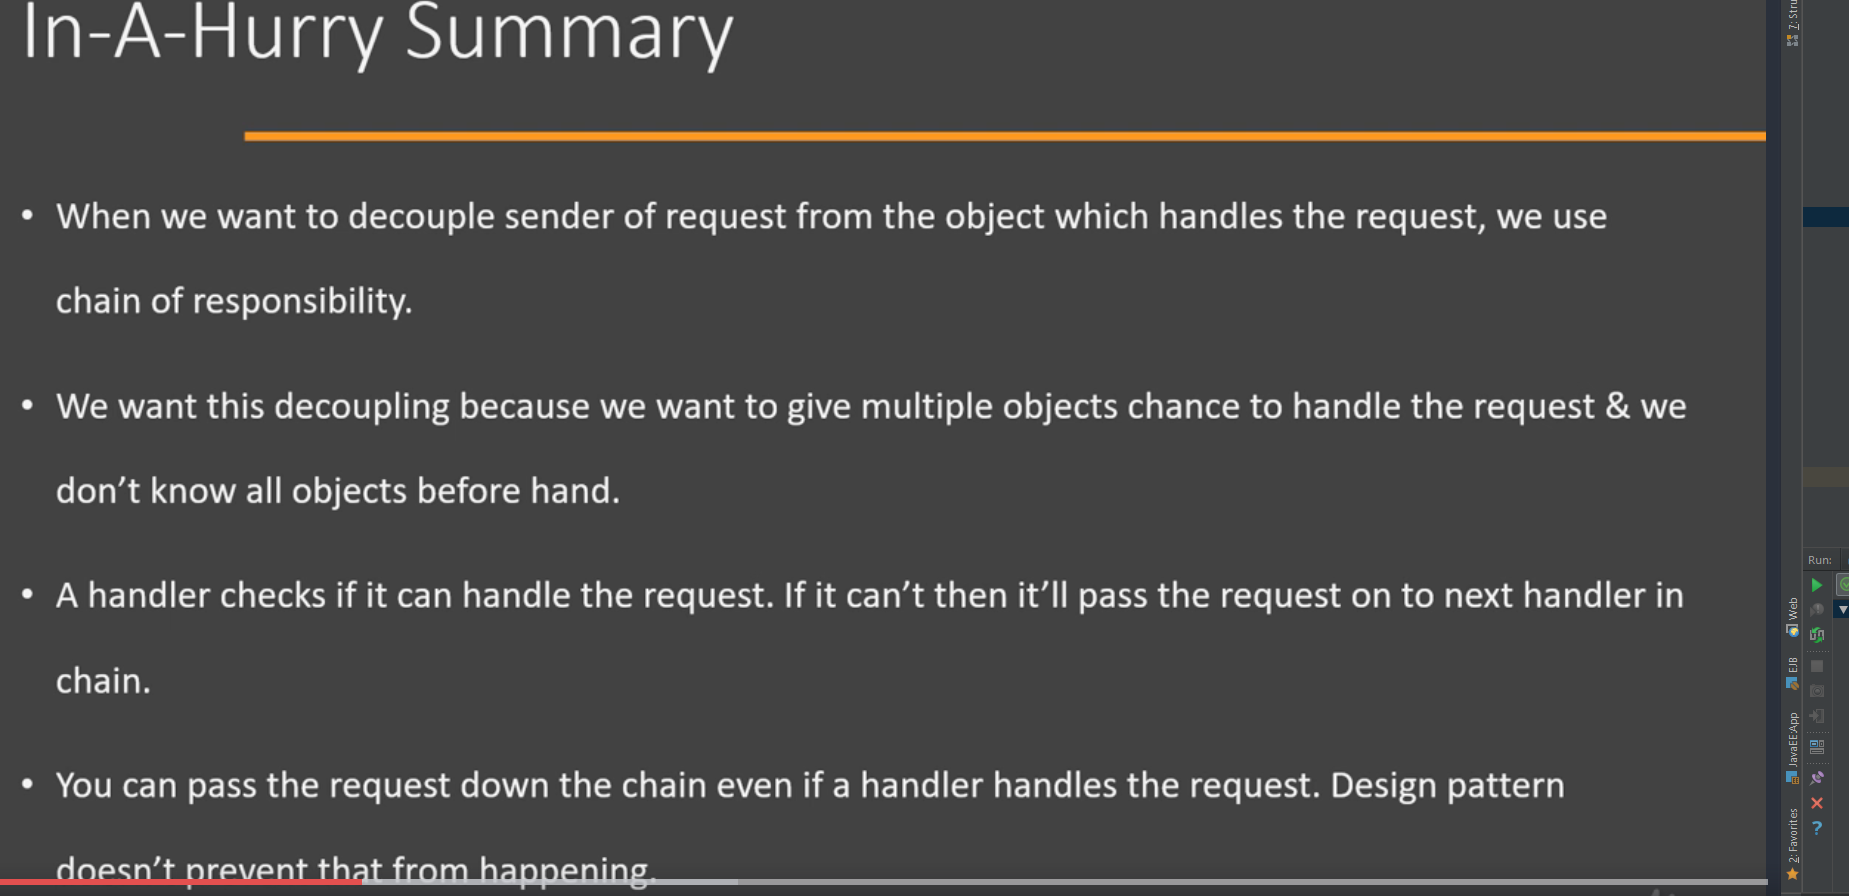 In-A-Hurry Summary
• When we want to decouple sender of request from the object which handles the request, we use
chain of responsibility.
• We want this decoupling because we want to give multiple objects chance to handle the request & we
don’t know all objects before hand.
• A handler checks if it can handle the request. If it can’t then it’ll pass the request on to next handler in
chain.
• You can pass the request down the chain even if a handler handles the request. Design pattern
doesn’t prevent that from happening.
Z: Stru
Run:
Web
EJB
JavaEE:App
2: Favorites